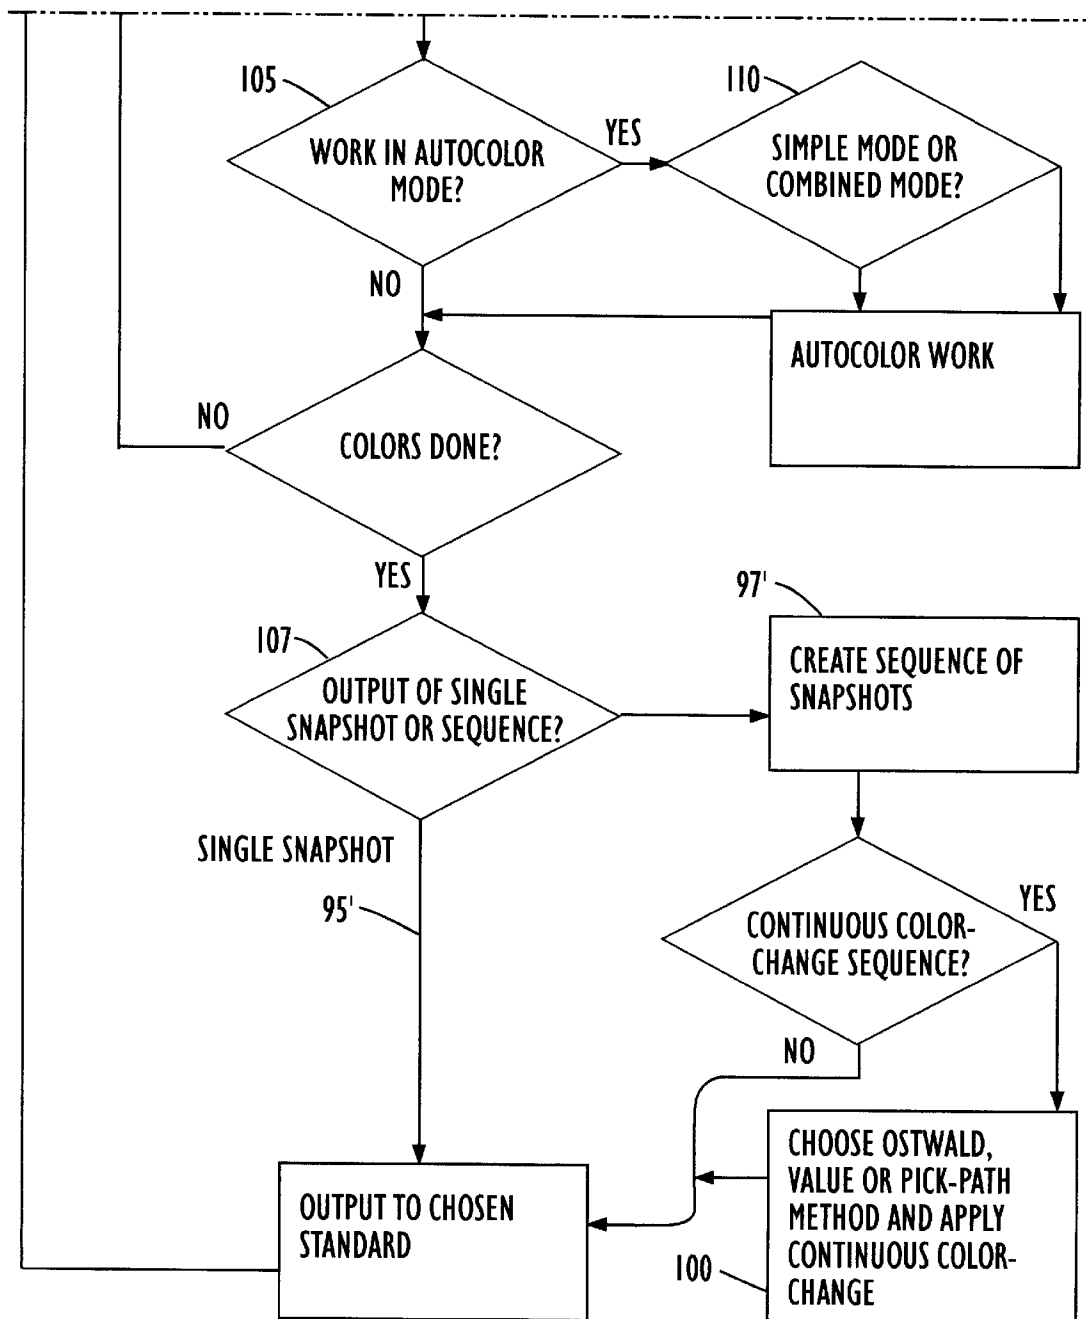 105
WORK IN AUTOCOLOR
MODE?
YES
110
SIMPLE MODE OR
COMBINED MODE?
NO
AUTOCOLOR WORK
NO
COLORS DONE?
YES
107
OUTPUT OF SINGLE
SNAPSHOT OR SEQUENCE?
97'
CREATE SEQUENCE OF
SNAPSHOTS
SINGLE SNAPSHOT
95'
CONTINUOUS COLOR-
CHANGE SEQUENCE?
YES
NO
CHOOSE OSTWALD,
VALUE OR PICK-PATH
METHOD AND APPLY
CONTINUOUS COLOR-
CHANGE
100
OUTPUT TO CHOSEN
STANDARD